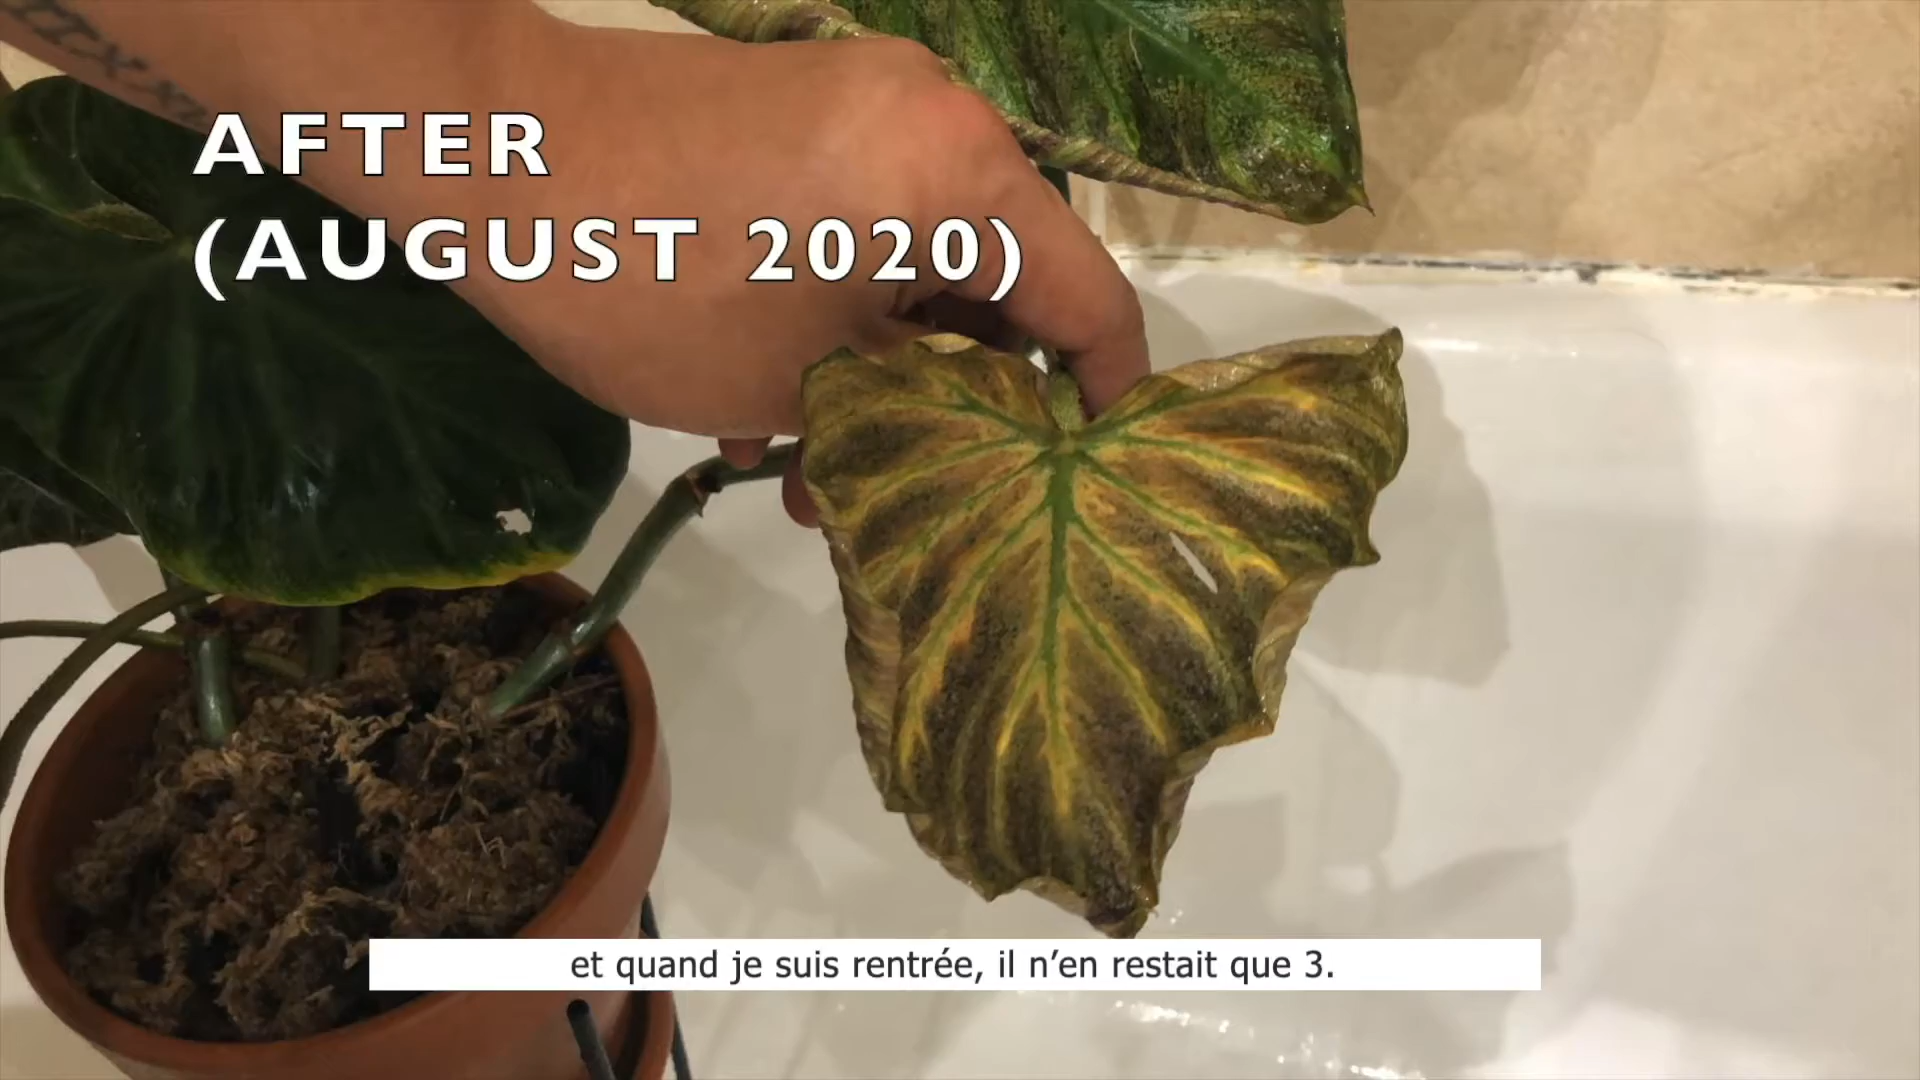 AFTER
(AUGUST 2020)
et quand je suis rentrée, il n’en restait que 3.